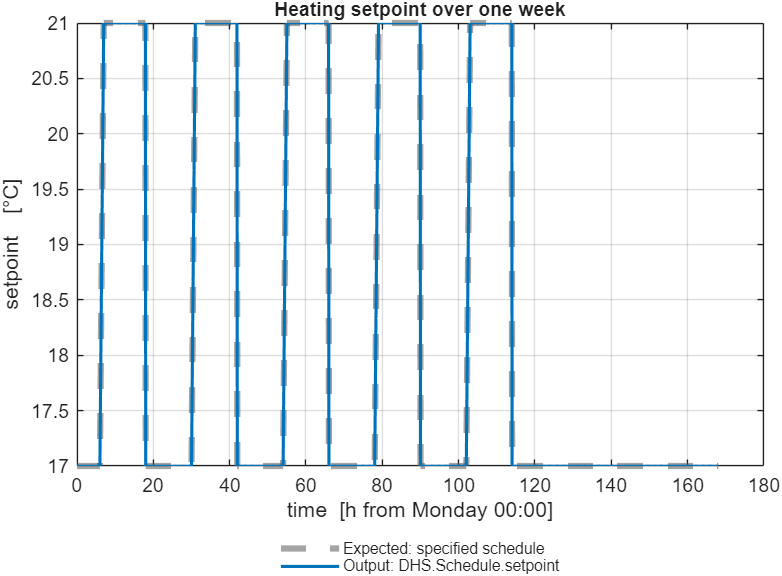 Heating setpoint over one week
21
20.5
20
19.5
19
18.5
18
17.5
17
setpoint [°C]
0 20 40 60 80 100 120 140 160 180
time [h from Monday 00:00]
Expected: specified schedule
Output: DHS.Schedule.setpoint